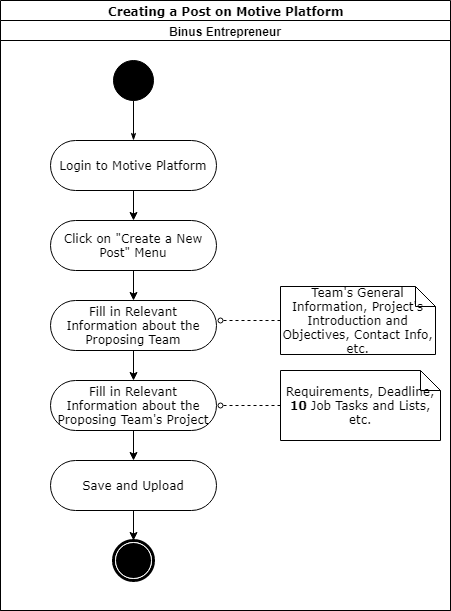 Creating a Post on Motive Platform
Binus Entrepreneur
Login to Motive Platform
Click on "Create a New
Post" Menu
Fill in Relevant
Information about the
Proposing Team
Team's General
Information, Project's
Introduction and
Objectives, Contact Info,
etc.
Fill in Relevant
Information about the
Proposing Team's Project
Requirements, Deadline,
10 Job Tasks and Lists,
etc.
Save and Upload